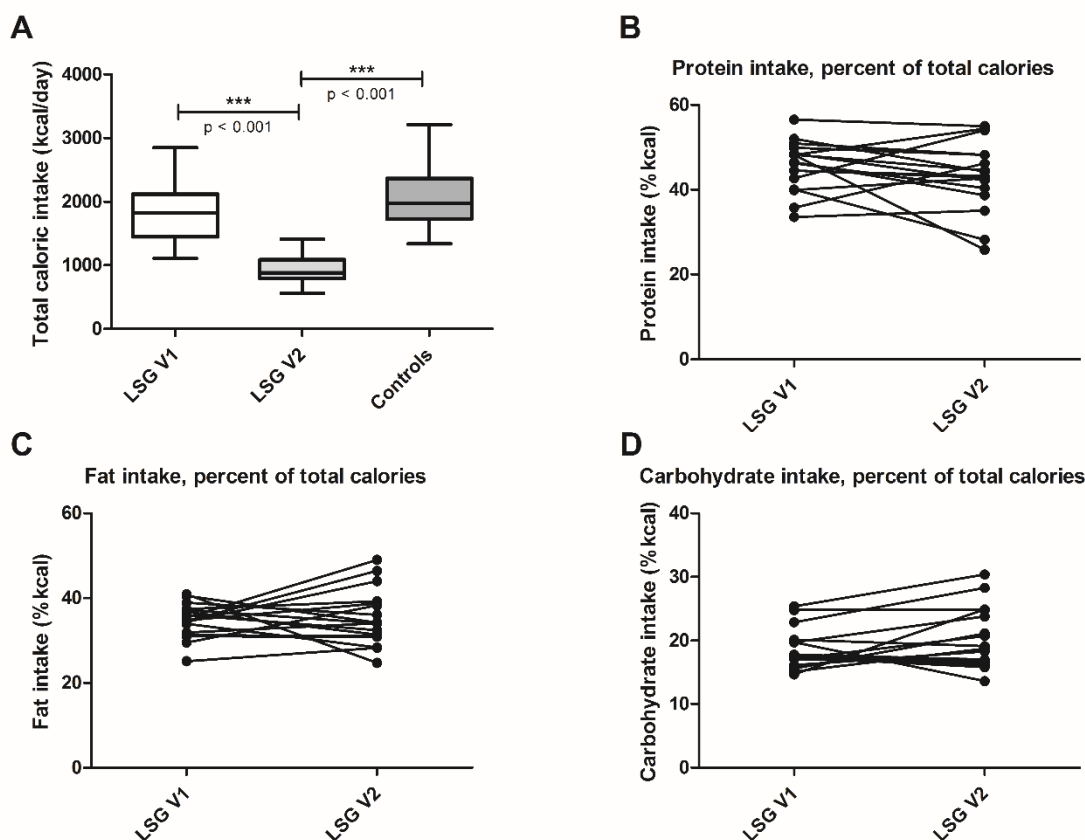 A
Total caloric intake (kcal/day)
4000
3000
2000
1000
0
***
p < 0.001
***
p < 0.001
LSG V1
LSG V2
Controls
B
Protein intake, percent of total calories
Protein intake (%kcal)
60
40
20
0
LSG V1
LSG V2
C
Fat intake, percent of total calories
Fat intake (%kcal)
60
40
20
0
LSG V1
LSG V2
D
Carbohydrate intake, percent of total calories
Carbohydrate intake (%kcal)
40
30
20
10
0
LSG V1
LSG V2